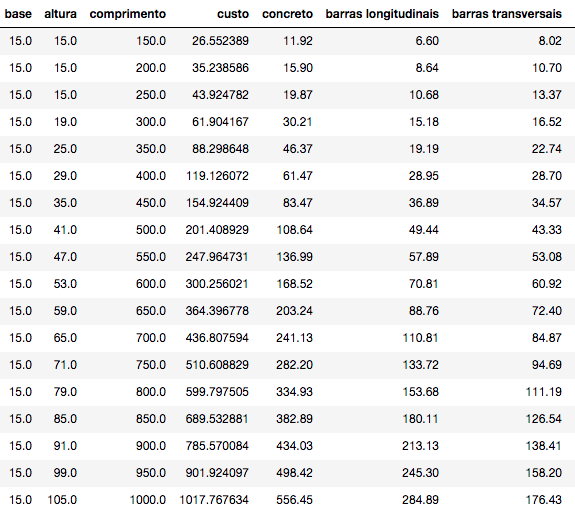 base altura comprimento custo concreto barras longitudinais barras transversais
15.0 15.0 150.0 26.552389 11.92 6.60 8.02
15.0 15.0 200.0 35.238586 15.90 8.64 10.70
15.0 15.0 250.0 43.924782 19.87 10.68 13.37
15.0 19.0 300.0 61.904167 30.21 15.18 16.52
15.0 25.0 350.0 88.298648 46.37 19.19 22.74
15.0 29.0 400.0 119.126072 61.47 28.95 28.70
15.0 35.0 450.0 154.924409 83.47 36.89 34.57
15.0 41.0 500.0 201.408929 108.64 49.44 43.33
15.0 47.0 550.0 247.964731 136.99 57.89 53.08
15.0 53.0 600.0 300.256021 168.52 70.81 60.92
15.0 59.0 650.0 364.396778 203.24 88.76 72.40
15.0 65.0 700.0 436.807594 241.13 110.81 84.87
15.0 71.0 750.0 510.608829 282.20 133.72 94.69
15.0 79.0 800.0 599.797505 334.93 153.68 111.19
15.0 85.0 850.0 689.532881 382.89 180.11 126.54
15.0 91.0 900.0 785.570084 434.03 213.13 138.41
15.0 99.0 950.0 901.924097 498.42 245.30 158.20
15.0 105.0 1000.0 1017.767634 556.45 284.89 176.43